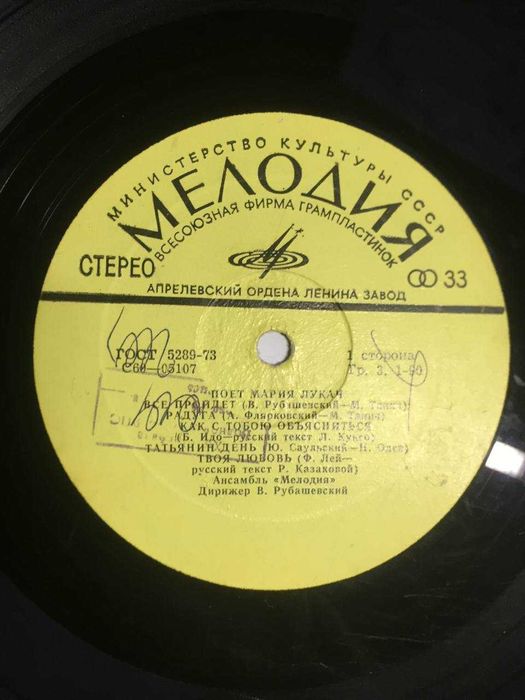 МИНИСТЕРСТВО КУЛЬТУРЫ СССР
МЕЛОДИЯ
ВСЕСОЮЗНАЯ ФИРМА ГРАМПЛАСТИНОК
СТЕРЕО
33
АПРЕЛЕВСКИЙ ОРДЕНА ЛЕНИНА ЗАВОД
ГОСТ 5289-73
1 сторона
С60—05107
Гр. 3. 1-90
ПОЕТ МАРИЯ ЛУКАЧ
ВСЕ ПРОЙДЕТ (В. Рубашевский—М. Танич)
РАДУГА (А. Флярковский—М. Танич)
КАК С ТОБОЮ ОБЪЯСНИТЬСЯ
(Б. Идо—русский текст Л. Куксо)
ТАТЬЯНИН ДЕНЬ (Ю. Саульский—Н. Олев)
ТВОЯ ЛЮБОВЬ (Ф. Лей—
русский текст Р. Казаковой)
Ансамбль «Мелодия»
Дирижер В. Рубашевский